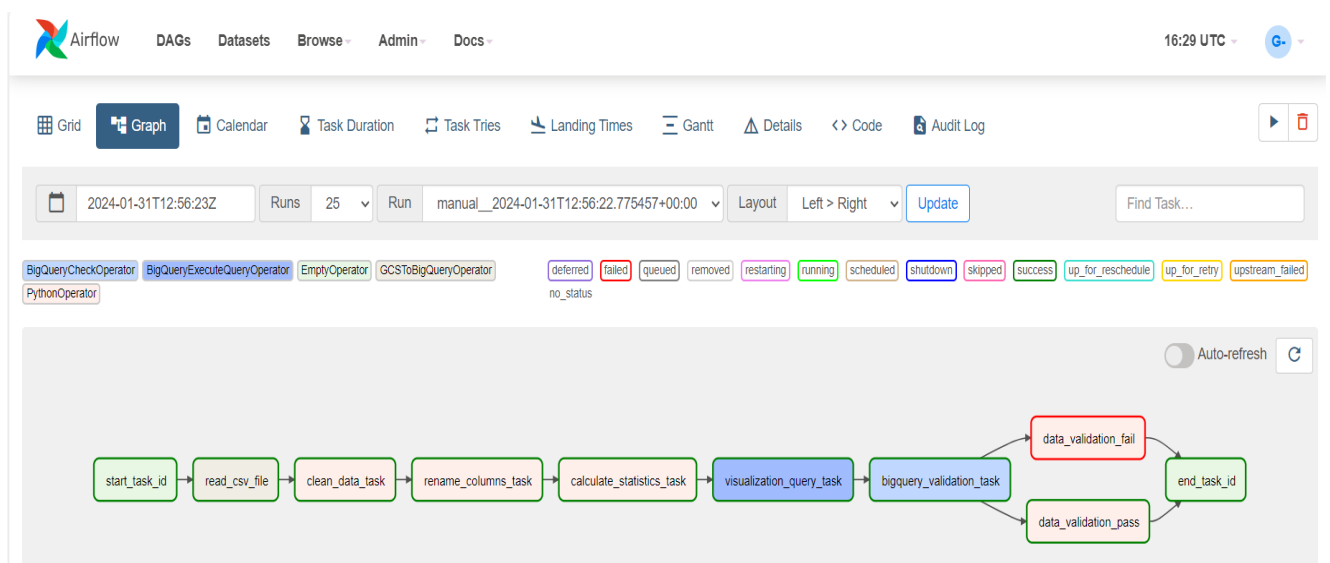 Airflow DAGs Datasets Browse Admin Docs 16:29 UTC G-
Grid Graph Calendar Task Duration Task Tries Landing Times Gantt Details <> Code Audit Log
2024-01-31T12:56:23Z Runs 25 Run manual__2024-01-31T12:56:22.775457+00:00 Layout Left > Right Update Find Task...
BigQueryCheckOperator BigQueryExecuteQueryOperator EmptyOperator GCSToBigQueryOperator deferred failed queued removed restarting running scheduled shutdown skipped success up_for_reschedule up_for_retry upstream_failed
PythonOperator no_status
Auto-refresh
data_validation_fail
start_task_id read_csv_file clean_data_task rename_columns_task calculate_statistics_task visualization_query_task bigquery_validation_task end_task_id
data_validation_pass